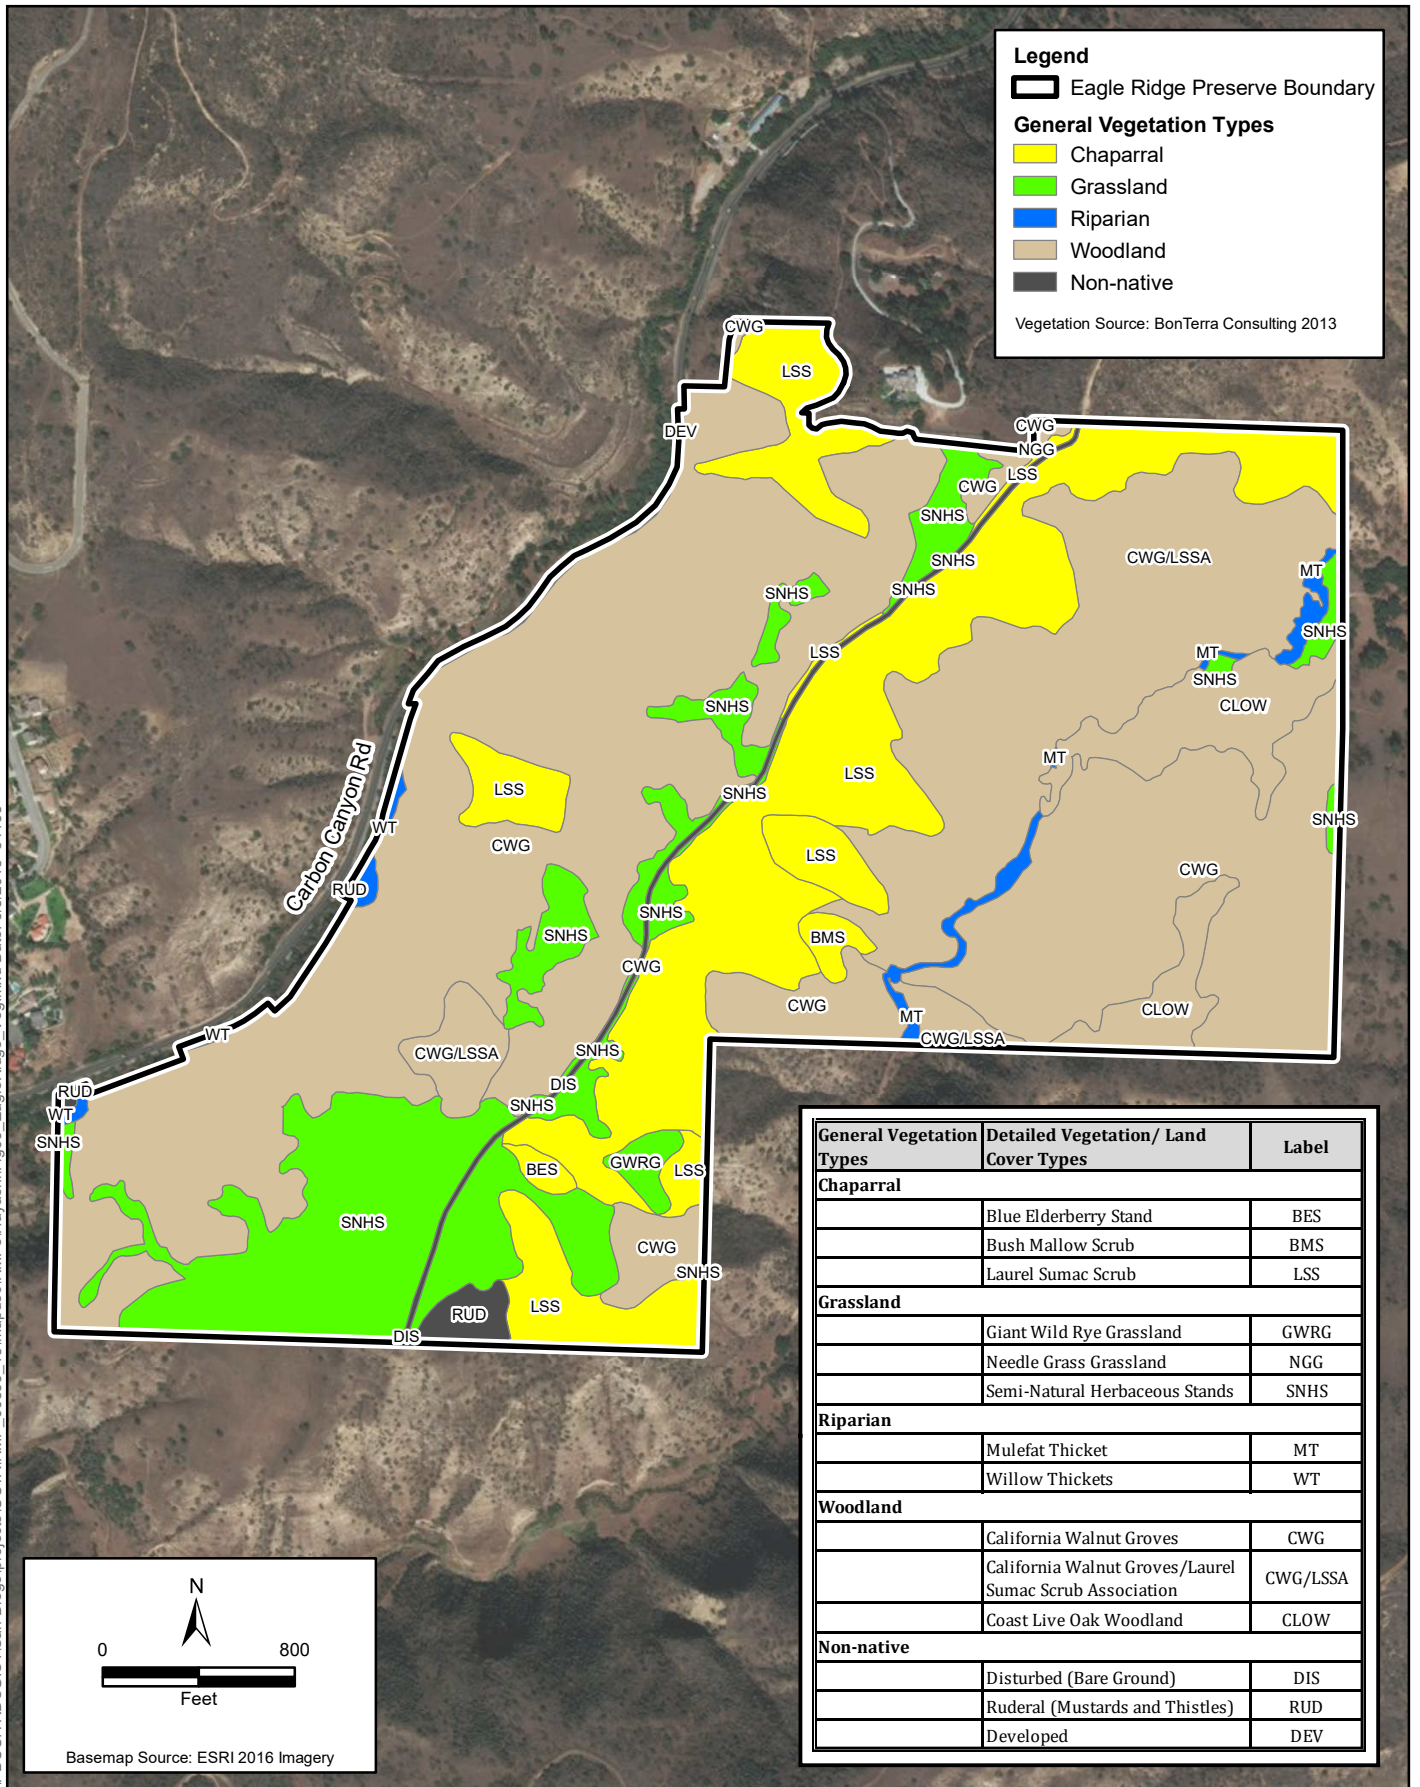 Legend
Eagle Ridge Preserve Boundary
General Vegetation Types
Chaparral
Grassland
Riparian
Woodland
Non-native
Vegetation Source: BonTerra Consulting 2013
CWG
LSS
DEV
CWG
NGG
LSS
CWG
SNHS
SNHS
SNHS
CWG/LSSA
MT
SNHS
SNHS
LSS
MT
SNHS
CLOW
SNHS
MT
LSS
LSS
SNHS
SNHS
Carbon Canyon Rd
WT
CWG
LSS
CWG
RUD
SNHS
SNHS
BMS
CWG
CWG
CLOW
MT
CWG/LSSA
WT
CWG/LSSA
SNHS
DIS
SNHS
RUD
WT
SNHS
BES
GWRG
LSS
SNHS
CWG
SNHS
LSS
RUD
DIS
General Vegetation Types
Detailed Vegetation/ Land Cover Types
Label
Chaparral
Blue Elderberry Stand BES
Bush Mallow Scrub BMS
Laurel Sumac Scrub LSS
Grassland
Giant Wild Rye Grassland GWRG
Needle Grass Grassland NGG
Semi-Natural Herbaceous Stands SNHS
Riparian
Mulefat Thicket MT
Willow Thickets WT
Woodland
California Walnut Groves CWG
California Walnut Groves/Laurel
Sumac Scrub Association CWG/LSSA
Coast Live Oak Woodland CLOW
Non-native
Disturbed (Bare Ground) DIS
Ruderal (Mustards and Thistles) RUD
Developed DEV
N
0 800
Feet
Basemap Source: ESRI 2016 Imagery